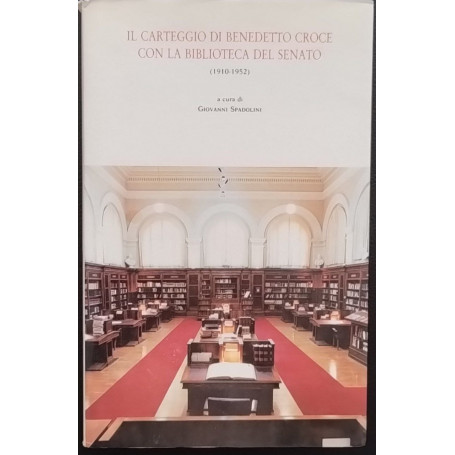 IL CARTEGGIO DI BENEDETTO CROCE
CON LA BIBLIOTECA DEL SENATO
(1910-1952)
a cura di
GIOVANNI SPADOLINI